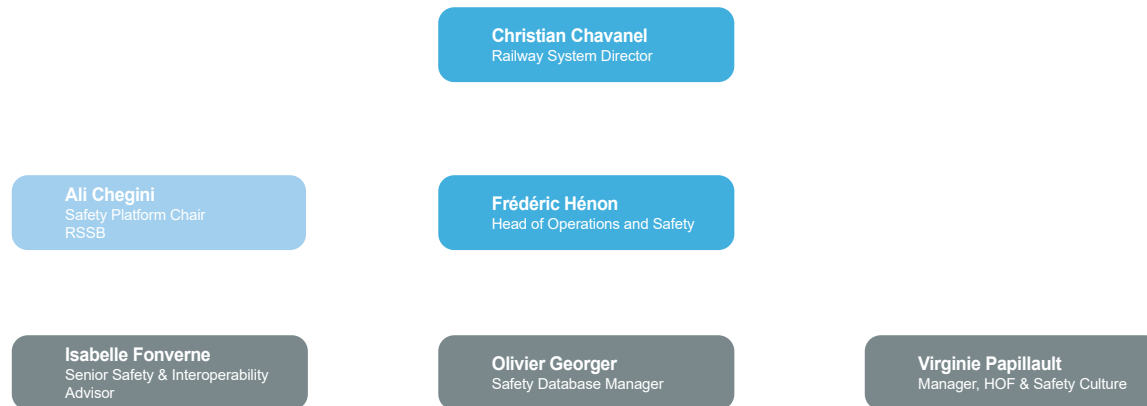 Christian Chavanel
Railway System Director
Ali Chegini
Safety Platform Chair
RSSB
Frédéric Hénon
Head of Operations and Safety
Isabelle Fonverne
Senior Safety & Interoperability
Advisor
Olivier Georger
Safety Database Manager
Virginie Papillault
Manager, HOF & Safety Culture